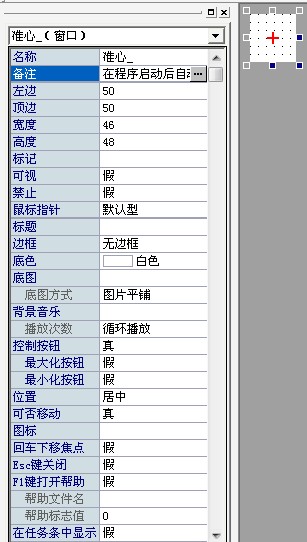 准心_（窗口）
名称 准心_
备注 在程序启动后自动
左边 50
顶边 50
宽度 46
高度 48
标记
可视 假
禁止 假
鼠标指针 默认型
标题
边框 无边框
底色 白色
底图
底图方式 图片平铺
背景音乐
播放次数 循环播放
控制按钮 真
最大化按钮 假
最小化按钮 假
位置 居中
可否移动 真
图标
回车下移焦点 假
Esc键关闭 假
F1键打开帮助 假
帮助文件名
帮助标志值 0
在任务条中显示 假